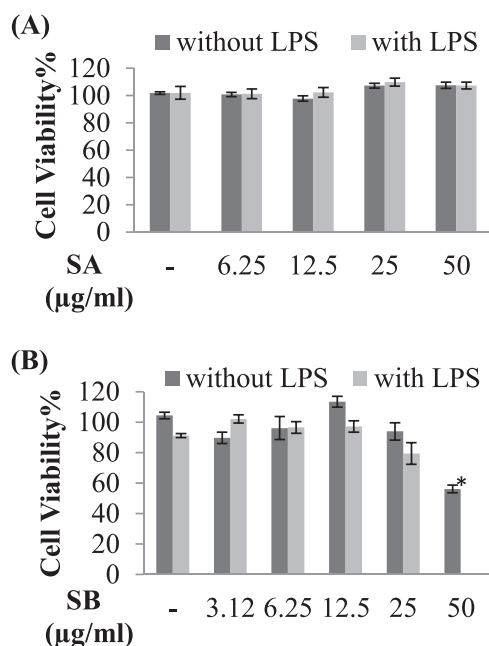 (A)
without LPS with LPS
Cell Viability%
120
100
80
60
40
20
0
SA - 6.25 12.5 25 50
(µg/ml)
(B)
without LPS with LPS
Cell Viability%
120
100
80
60
40
20
0
*
SB - 3.12 6.25 12.5 25 50
(µg/ml)